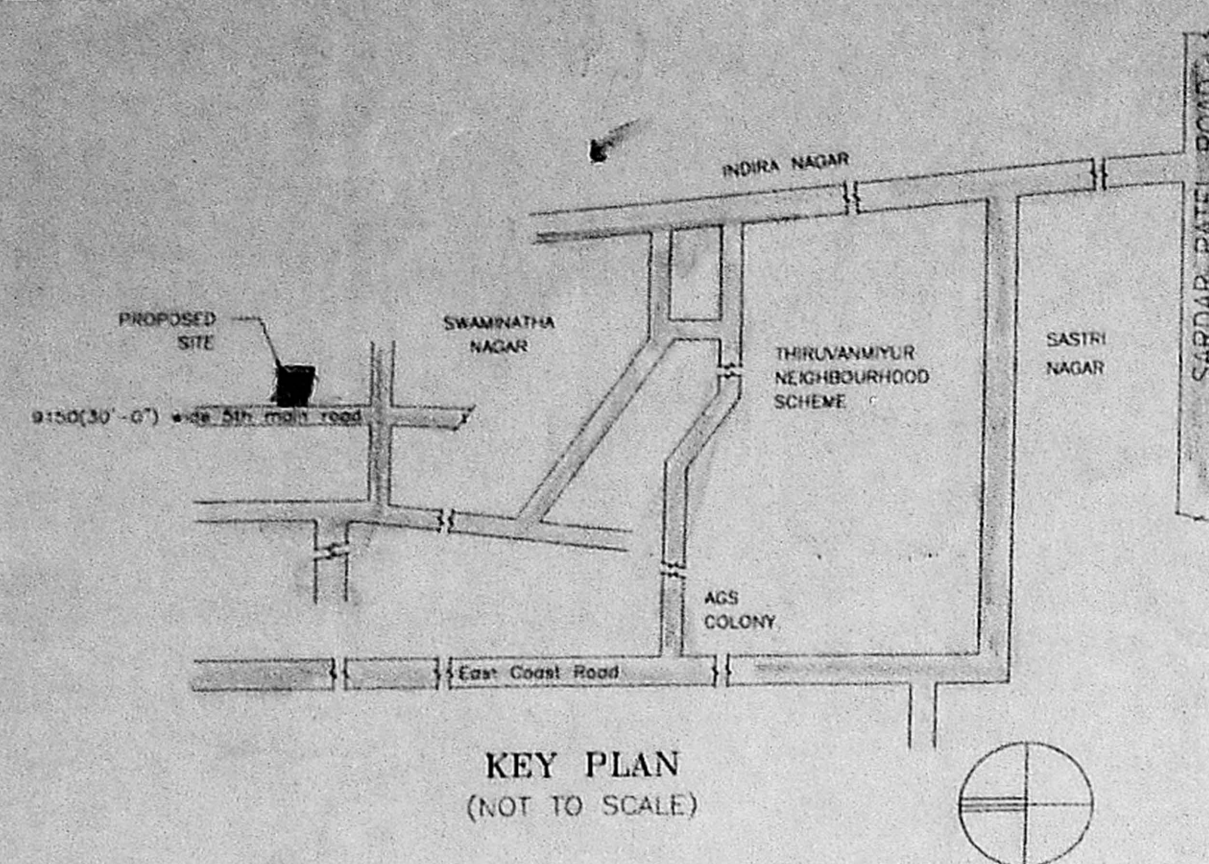 INDIRA NAGAR
SARDAR PATEL ROAD
PROPOSED
SITE
SWAMINATHA
NAGAR
THIRUVANMIYUR
NEIGHBOURHOOD
SCHEME
SASTRI
NAGAR
9150(30'-0") wide 5th main road
AGS
COLONY
East Coast Road
KEY PLAN
(NOT TO SCALE)